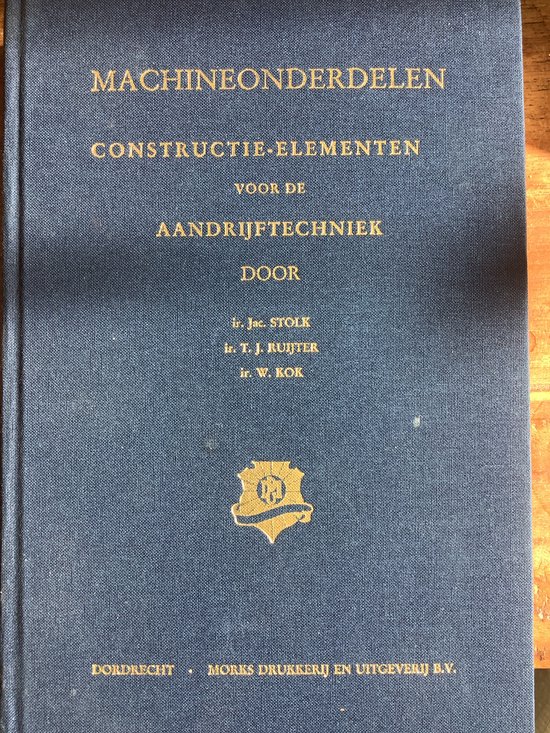 MACHINEONDERDELEN
CONSTRUCTIE-ELEMENTEN
VOOR DE
AANDRIJFTECHNIEK
DOOR
ir. Jac. STOLK
ir. T. J. RUIJTER
ir. W. KOK
DORDRECHT · MORKS DRUKKERIJ EN UITGEVERIJ B.V.